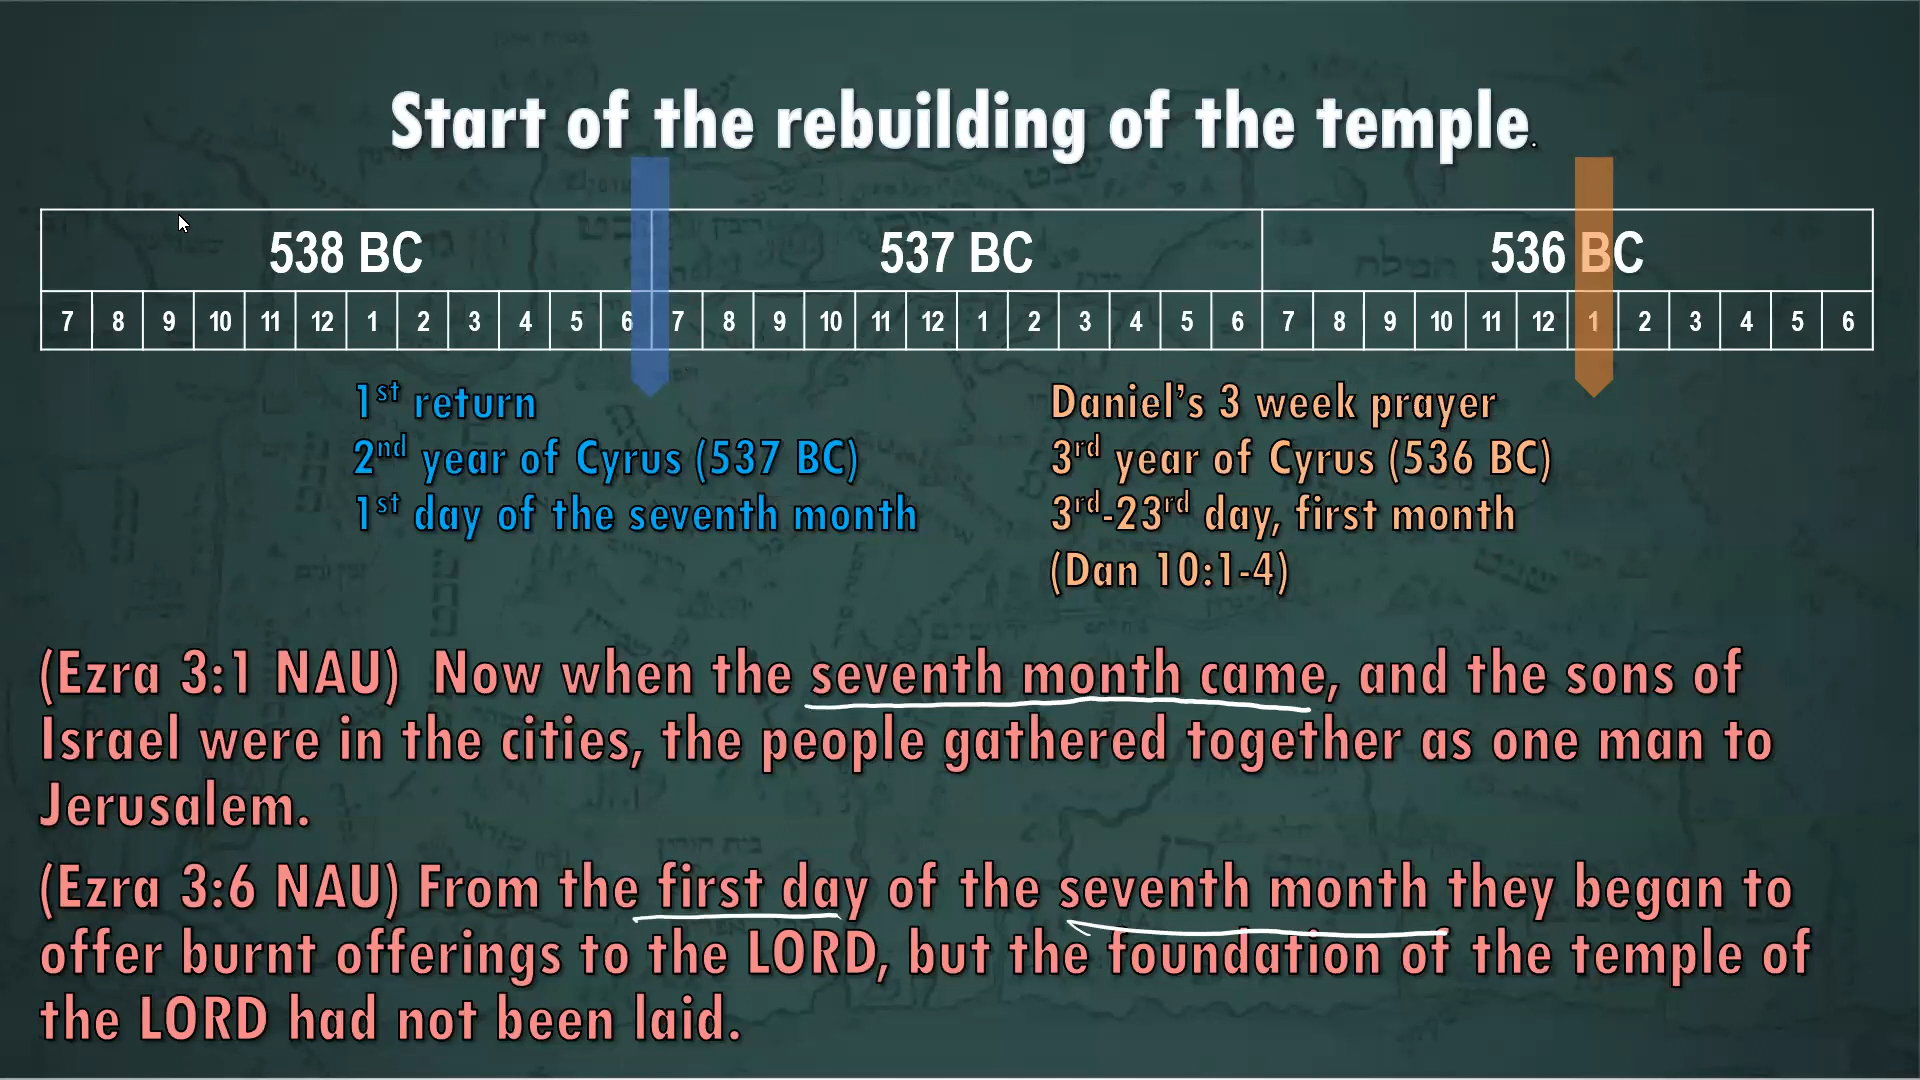 Start of the rebuilding of the temple.
538 BC 537 BC 536 BC
7 8 9 10 11 12 1 2 3 4 5 6 7 8 9 10 11 12 1 2 3 4 5 6 7 8 9 10 11 12 1 2 3 4 5 6
1st return
2nd year of Cyrus (537 BC)
1st day of the seventh month
Daniel’s 3 week prayer
3rd year of Cyrus (536 BC)
3rd-23rd day, first month
(Dan 10:1-4)
(Ezra 3:1 NAU) Now when the seventh month came, and the sons of
Israel were in the cities, the people gathered together as one man to
Jerusalem.
(Ezra 3:6 NAU) From the first day of the seventh month they began to
offer burnt offerings to the LORD, but the foundation of the temple of
the LORD had not been laid.